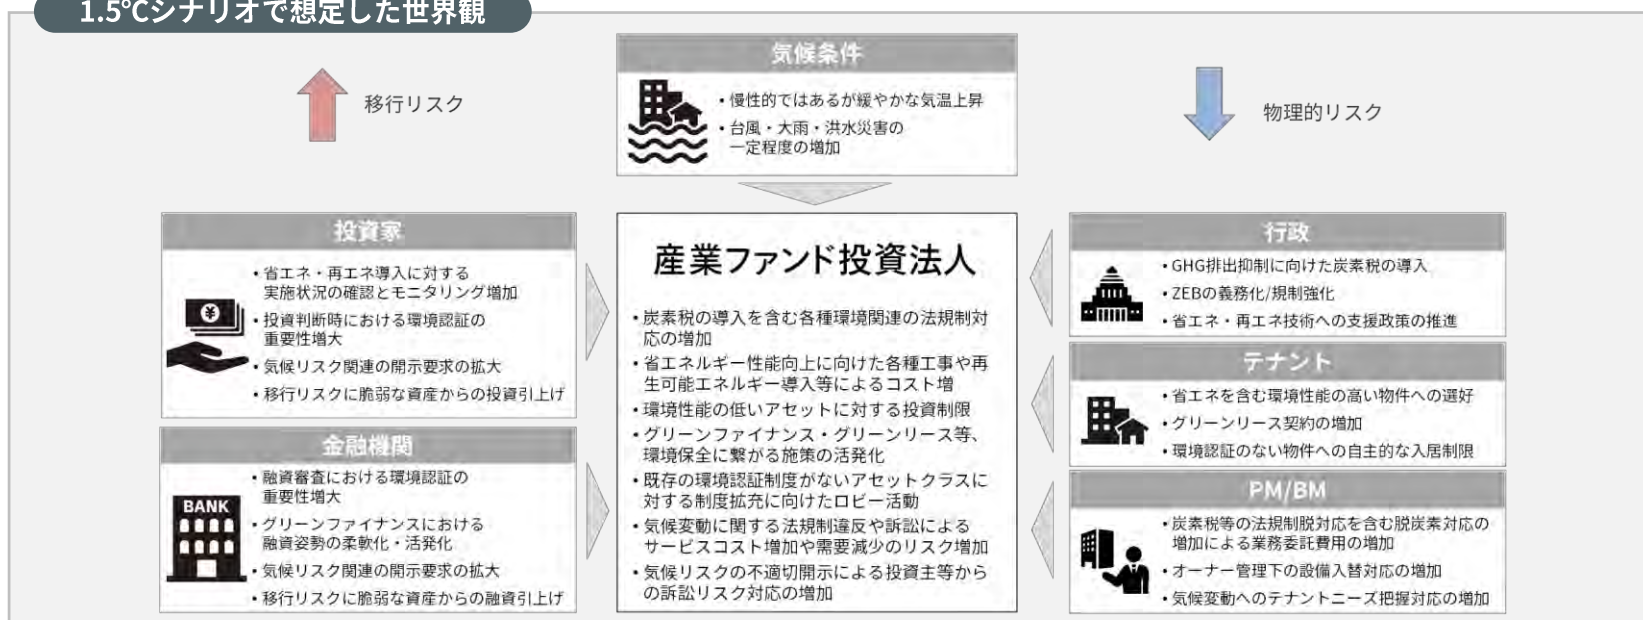 1.5℃シナリオで想定した世界観
移行リスク
気候条件
・慢性的ではあるが緩やかな気温上昇
・台風・大雨・洪水災害の
一定程度の増加
物理的リスク
投資家
・省エネ・再エネ導入に対する
実施状況の確認とモニタリング増加
・投資判断時における環境認証の
重要性増大
・気候リスク関連の開示要求の拡大
・移行リスクに脆弱な資産からの投資引上げ
金融機関
BANK
・融資審査における環境認証の
重要性増大
・グリーンファイナンスにおける
融資姿勢の柔軟化・活発化
・気候リスク関連の開示要求の拡大
・移行リスクに脆弱な資産からの融資引上げ
産業ファンド投資法人
・炭素税の導入を含む各種環境関連の法規制対
応の増加
・省エネルギー性能向上に向けた各種工事や再
生可能エネルギー導入等によるコスト増
・環境性能の低いアセットに対する投資制限
・グリーンファイナンス・グリーンリース等、
環境保全に繋がる施策の活発化
・既存の環境認証制度がないアセットクラスに
対する制度拡充に向けたロビー活動
・気候変動に関する法規制違反や訴訟による
サービスコスト増加や需要減少のリスク増加
・気候リスクの不適切開示による投資主等から
の訴訟リスク対応の増加
行政
・GHG排出抑制に向けた炭素税の導入
・ZEBの義務化/規制強化
・省エネ・再エネ技術への支援政策の推進
テナント
・省エネを含む環境性能の高い物件への選好
・グリーンリース契約の増加
・環境認証のない物件への自主的な入居制限
PM/BM
・炭素税等の法規制脱対応を含む脱炭素対応の
増加による業務委託費用の増加
・オーナー管理下の設備入替対応の増加
・気候変動へのテナントニーズ把握対応の増加